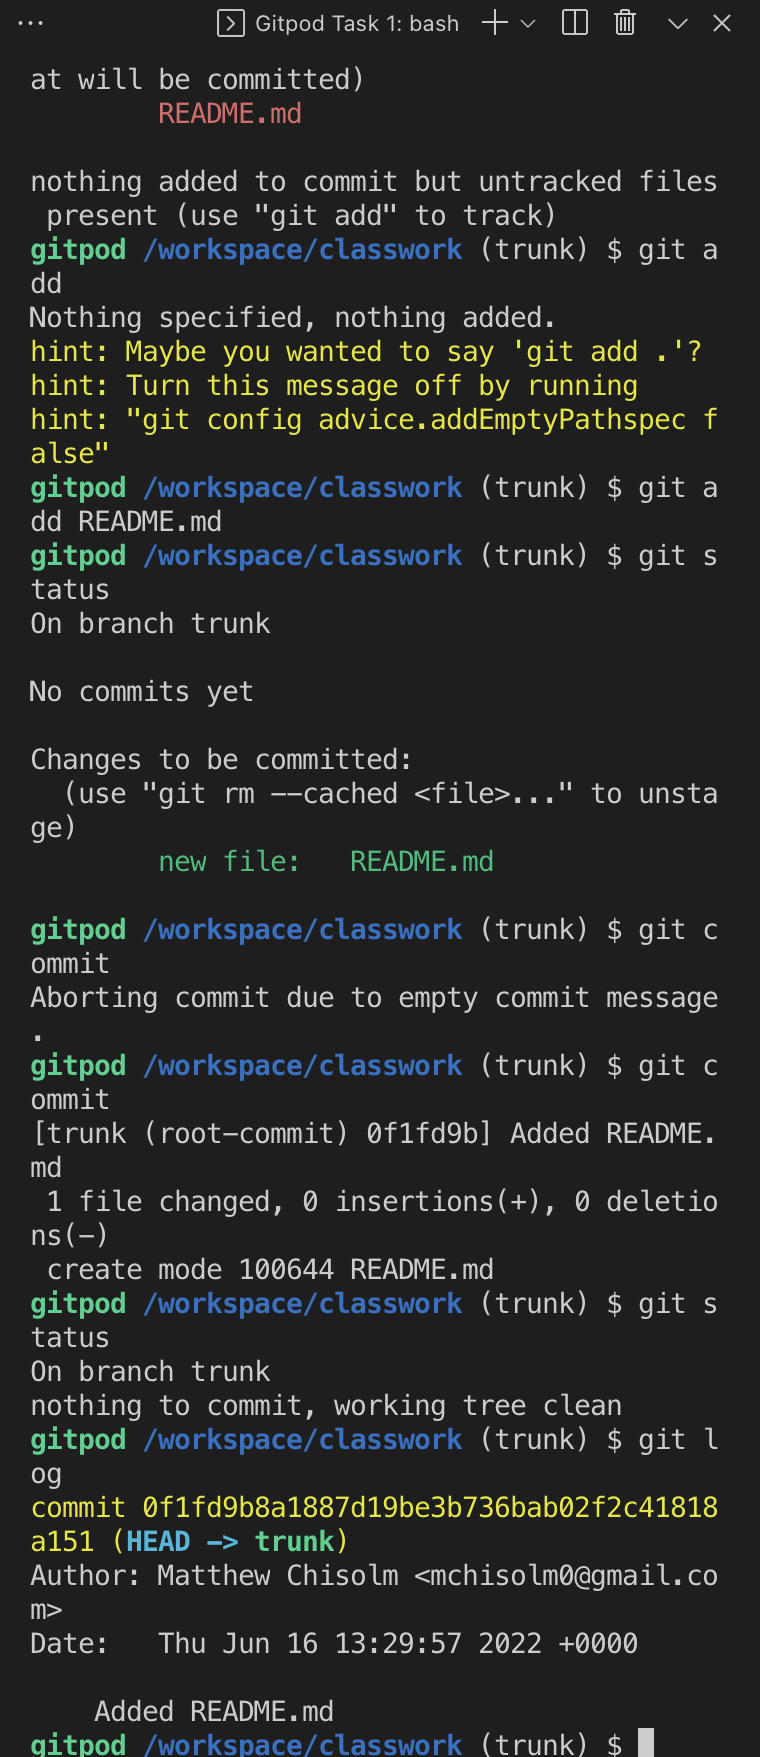 Gitpod Task 1: bash
at will be committed)
README.md
nothing added to commit but untracked files
present (use "git add" to track)
gitpod /workspace/classwork (trunk) $ git a
dd
Nothing specified, nothing added.
hint: Maybe you wanted to say 'git add .'?
hint: Turn this message off by running
hint: "git config advice.addEmptyPathspec f
alse"
gitpod /workspace/classwork (trunk) $ git a
dd README.md
gitpod /workspace/classwork (trunk) $ git s
tatus
On branch trunk
No commits yet
Changes to be committed:
(use "git rm --cached <file>..." to unsta
ge)
new file:   README.md
gitpod /workspace/classwork (trunk) $ git c
ommit
Aborting commit due to empty commit message
.
gitpod /workspace/classwork (trunk) $ git c
ommit
[trunk (root-commit) 0f1fd9b] Added README.
md
1 file changed, 0 insertions(+), 0 deletio
ns(-)
create mode 100644 README.md
gitpod /workspace/classwork (trunk) $ git s
tatus
On branch trunk
nothing to commit, working tree clean
gitpod /workspace/classwork (trunk) $ git l
og
commit 0f1fd9b8a1887d19be3b736bab02f2c41818
a151 (HEAD -> trunk)
Author: Matthew Chisolm <mchisolm0@gmail.co
m>
Date:   Thu Jun 16 13:29:57 2022 +0000
Added README.md
gitpod /workspace/classwork (trunk) $